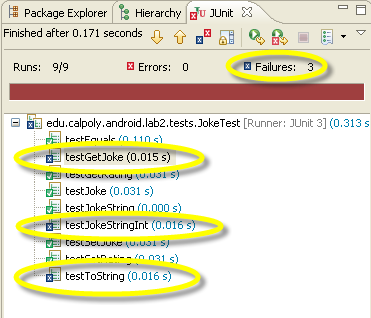 Package Explorer Hierarchy JUnit
Finished after 0.171 seconds
Runs: 9/9 Errors: 0 Failures: 3
edu.calpoly.android.lab2.tests.JokeTest [Runner: JUnit 3] (0.313 s)
testEquals (0.110 s)
testGetJoke (0.015 s)
testGetRating (0.031 s)
testJoke (0.031 s)
testJokeString (0.000 s)
testJokeStringInt (0.016 s)
testSetJoke (0.031 s)
testSetRating (0.031 s)
testToString (0.016 s)